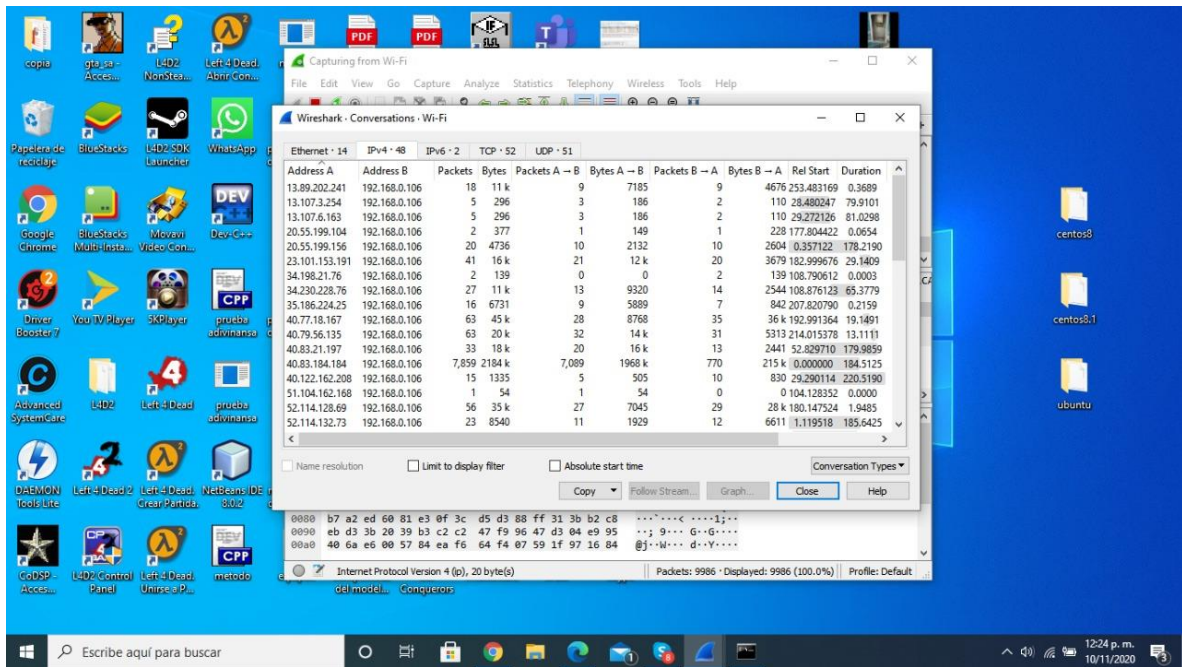 copia
gta_sa - Acces...
L4D2 NonStea...
Left 4 Dead. Abrir Con...
PDF
PDF
Papelera de reciclaje
BlueStacks
L4D2 SDK Launcher
WhatsApp
Google Chrome
BlueStacks Multi-Insta...
Movavi Video Con...
DEV
Dev-C++
Driver Booster 7
You TV Player
5KPlayer
CPP
prueba adivinansa
Advanced SystemCare
L4D2
Left 4 Dead
prueba adivinansa
DAEMON Tools Lite
Left 4 Dead 2
Left 4 Dead. Crear Partida.
NetBeans IDE 8.0.2
CoDSP - Acces...
L4D2 Control Panel
Left 4 Dead. Unirse a P...
CPP
metodo
del model...
Conquerors
centos8
centos8.1
ubuntu
Capturing from Wi-Fi
File Edit View Go Capture Analyze Statistics Telephony Wireless Tools Help
Wireshark · Conversations · Wi-Fi
Ethernet · 14 IPv4 · 48 IPv6 · 2 TCP · 52 UDP · 51
Address A Address B Packets Bytes Packets A → B Bytes A → B Packets B → A Bytes B → A Rel Start Duration
13.89.202.241 192.168.0.106 18 11 k 9 7185 9 4676 253.483169 0.3689
13.107.3.254 192.168.0.106 5 296 3 186 2 110 28.480247 79.9101
13.107.6.163 192.168.0.106 5 296 3 186 2 110 29.272126 81.0298
20.55.199.104 192.168.0.106 2 377 1 149 1 228 177.804422 0.0654
20.55.199.156 192.168.0.106 20 4736 10 2132 10 2604 0.357122 178.2190
23.101.153.191 192.168.0.106 41 16 k 21 12 k 20 3679 182.999676 29.1409
34.198.21.76 192.168.0.106 2 139 0 0 2 139 108.790612 0.0003
34.230.228.76 192.168.0.106 27 11 k 13 9320 14 2544 108.876123 65.3779
35.186.224.25 192.168.0.106 16 6731 9 5889 7 842 207.820790 0.2159
40.77.18.167 192.168.0.106 63 45 k 28 8768 35 36 k 192.991364 19.1491
40.79.56.135 192.168.0.106 63 20 k 32 14 k 31 5313 214.015378 13.1111
40.83.21.197 192.168.0.106 33 18 k 20 16 k 13 2441 52.829710 179.9859
40.83.184.184 192.168.0.106 7,859 2184 k 7,089 1968 k 770 215 k 0.000000 184.5125
40.122.162.208 192.168.0.106 15 1335 5 505 10 830 29.290114 220.5190
51.104.162.168 192.168.0.106 1 54 1 54 0 0 104.128352 0.0000
52.114.128.69 192.168.0.106 56 35 k 27 7045 29 28 k 180.147524 1.9485
52.114.132.73 192.168.0.106 23 8540 11 1929 12 6611 1.119518 185.6425
Name resolution Limit to display filter Absolute start time Conversation Types
Copy Follow Stream... Graph... Close Help
0080 b7 a2 ed 60 81 e3 0f 3c d5 d3 88 ff 31 3b b2 c8 ···`···< ····1;··
0090 eb d3 3b 20 39 b3 c2 c2 47 f9 96 47 d3 04 e9 95 ··; 9··· G··G····
00a0 40 6a e6 00 57 84 ea f6 64 f4 07 59 1f 97 16 84 @j··W··· d··Y····
Internet Protocol Version 4 (ip), 20 byte(s) Packets: 9986 · Displayed: 9986 (100.0%) Profile: Default
Escribe aquí para buscar
12:24 p. m.
10/11/2020